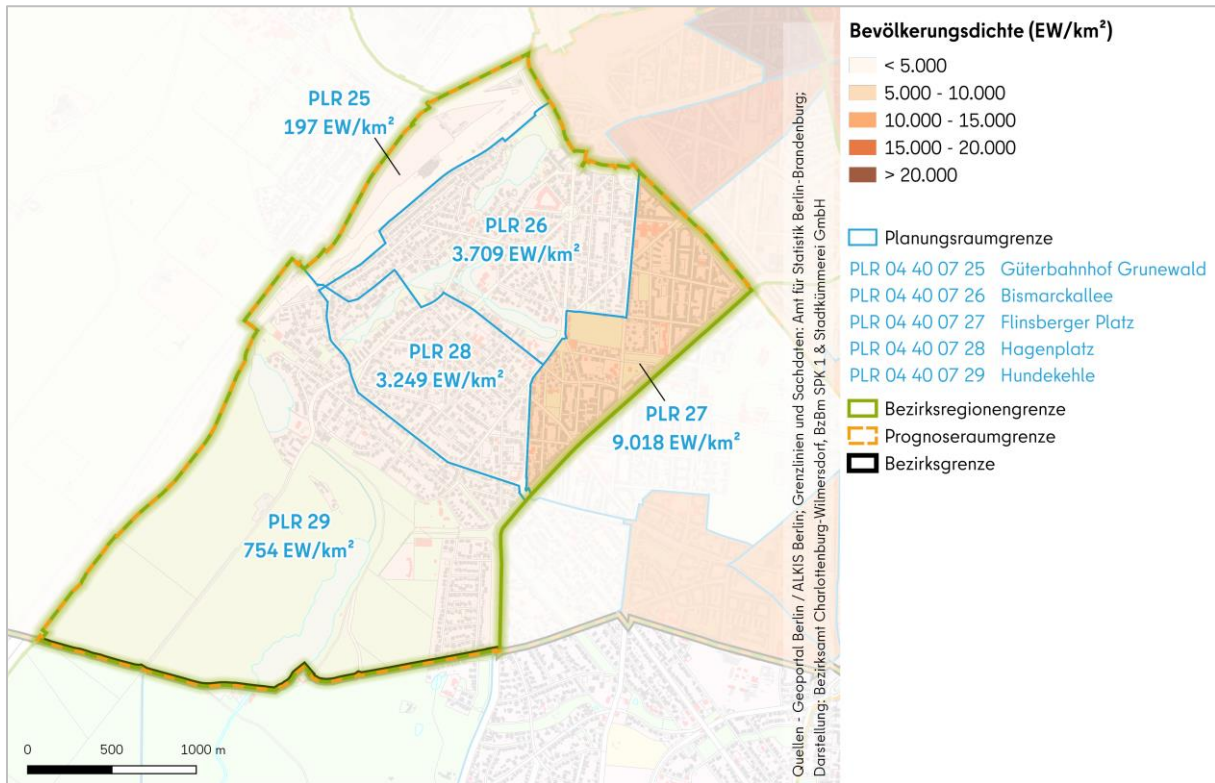 PLR 25
197 EW/km²
PLR 26
3.709 EW/km²
PLR 28
3.249 EW/km²
PLR 27
9.018 EW/km²
PLR 29
754 EW/km²
0 500 1000 m
Quellen - Geoportal Berlin / ALKIS Berlin; Grenzlinien und Sachdaten: Amt für Statistik Berlin-Brandenburg;
Darstellung: Bezirksamt Charlottenburg-Wilmersdorf, BzBm SPK 1 & Stadtkümmerei GmbH
Bevölkerungsdichte (EW/km²)
< 5.000
5.000 - 10.000
10.000 - 15.000
15.000 - 20.000
> 20.000
Planungsraumgrenze
PLR 04 40 07 25 Güterbahnhof Grunewald
PLR 04 40 07 26 Bismarckallee
PLR 04 40 07 27 Flinsberger Platz
PLR 04 40 07 28 Hagenplatz
PLR 04 40 07 29 Hundekehle
Bezirksregionengrenze
Prognoseraumgrenze
Bezirksgrenze